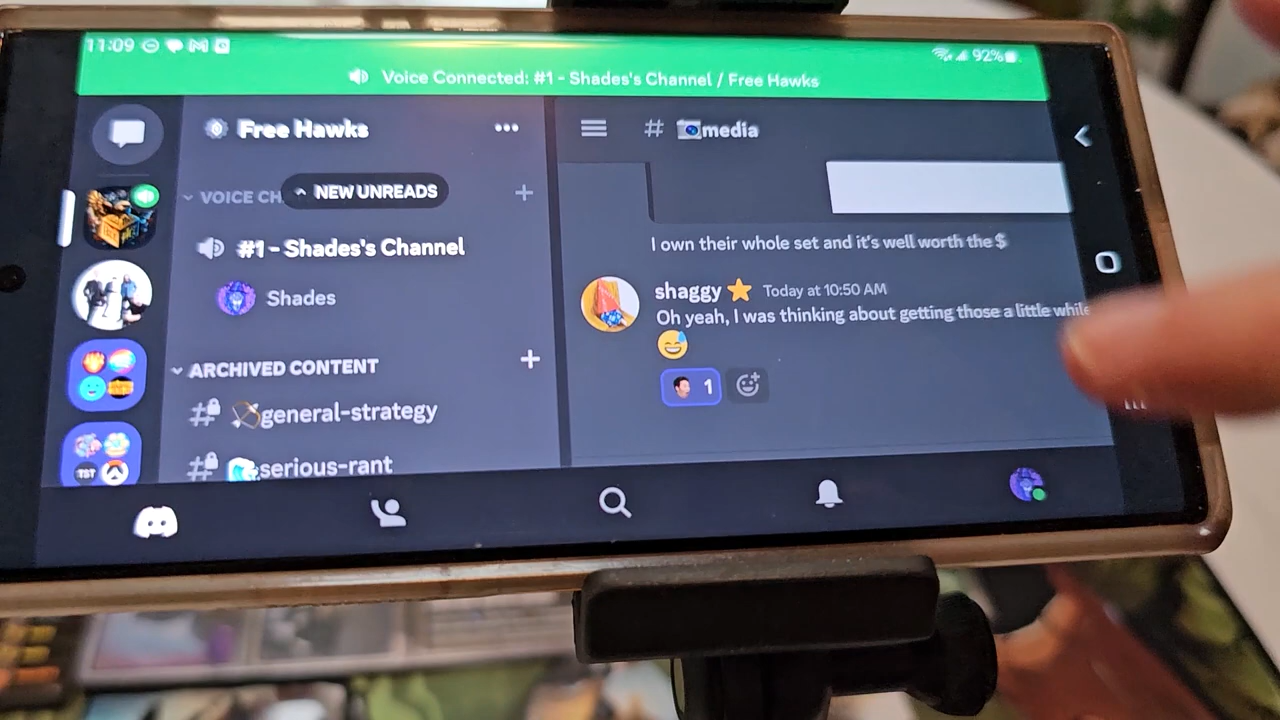 11:09
92%
Voice Connected: #1 - Shades's Channel / Free Hawks
Free Hawks
VOICE CH
NEW UNREADS
#1 - Shades's Channel
Shades
ARCHIVED CONTENT
general-strategy
serious-rant
TST
# media
I own their whole set and it's well worth the $
shaggy Today at 10:50 AM
Oh yeah, I was thinking about getting those a little while
😅
1